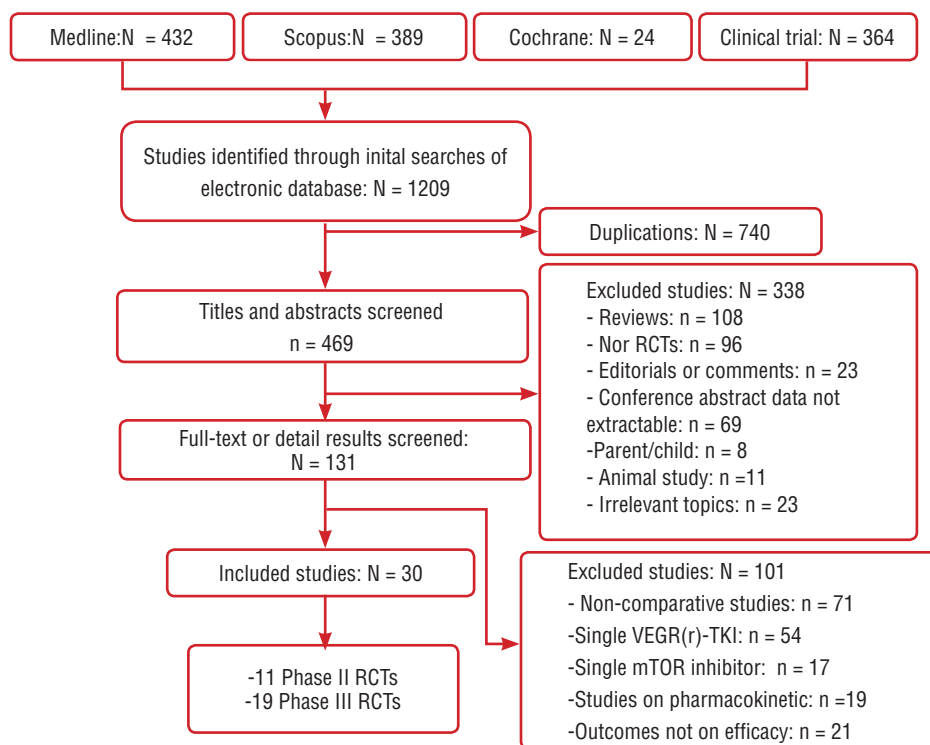 Medline:N = 432
Scopus:N = 389
Cochrane: N = 24
Clinical trial: N = 364
Studies identified through inital searches of
electronic database: N = 1209
Duplications: N = 740
Titles and abstracts screened
n = 469
Excluded studies: N = 338
- Reviews: n = 108
- Nor RCTs: n = 96
- Editorials or comments: n = 23
- Conference abstract data not
extractable: n = 69
-Parent/child: n = 8
- Animal study: n =11
- Irrelevant topics: n = 23
Full-text or detail results screened:
N = 131
Included studies: N = 30
Excluded studies: N = 101
- Non-comparative studies: n = 71
-Single VEGR(r)-TKI: n = 54
-Single mTOR inhibitor: n = 17
-Studies on pharmacokinetic: n =19
-Outcomes not on efficacy: n = 21
-11 Phase II RCTs
-19 Phase III RCTs